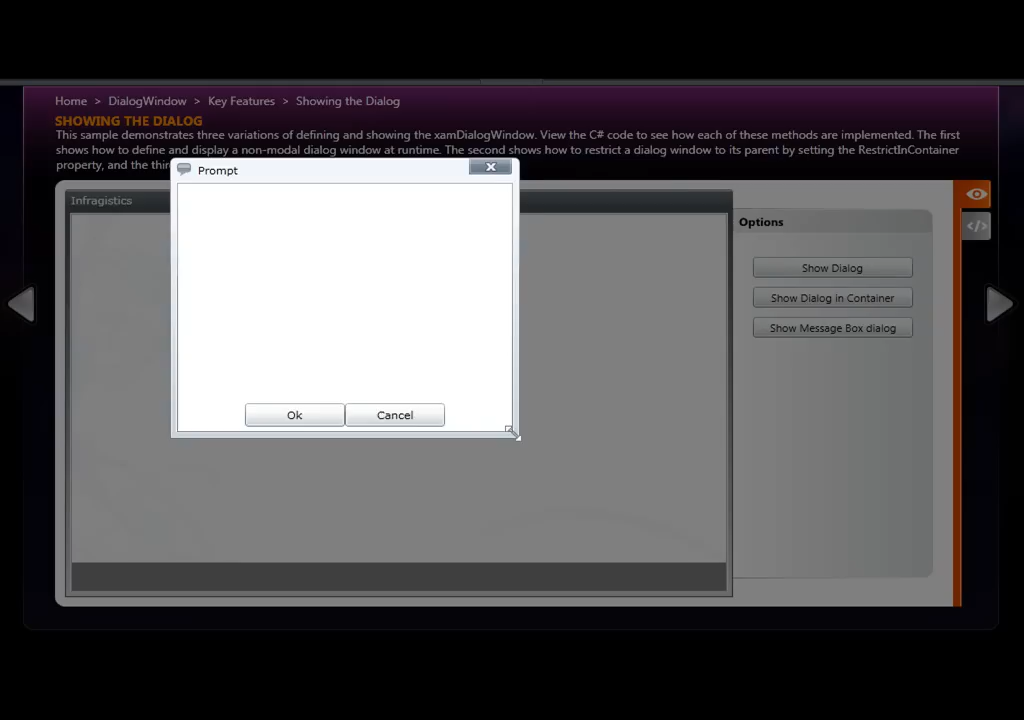 Home > DialogWindow > Key Features > Showing the Dialog
SHOWING THE DIALOG
This sample demonstrates three variations of defining and showing the xamDialogWindow. View the C# code to see how each of these methods are implemented. The first
shows how to define and display a non-modal dialog window at runtime. The second shows how to restrict a dialog window to its parent by setting the RestrictInContainer
property, and the thir
Prompt
Infragistics
Options
Show Dialog
Show Dialog in Container
Show Message Box dialog
Ok Cancel